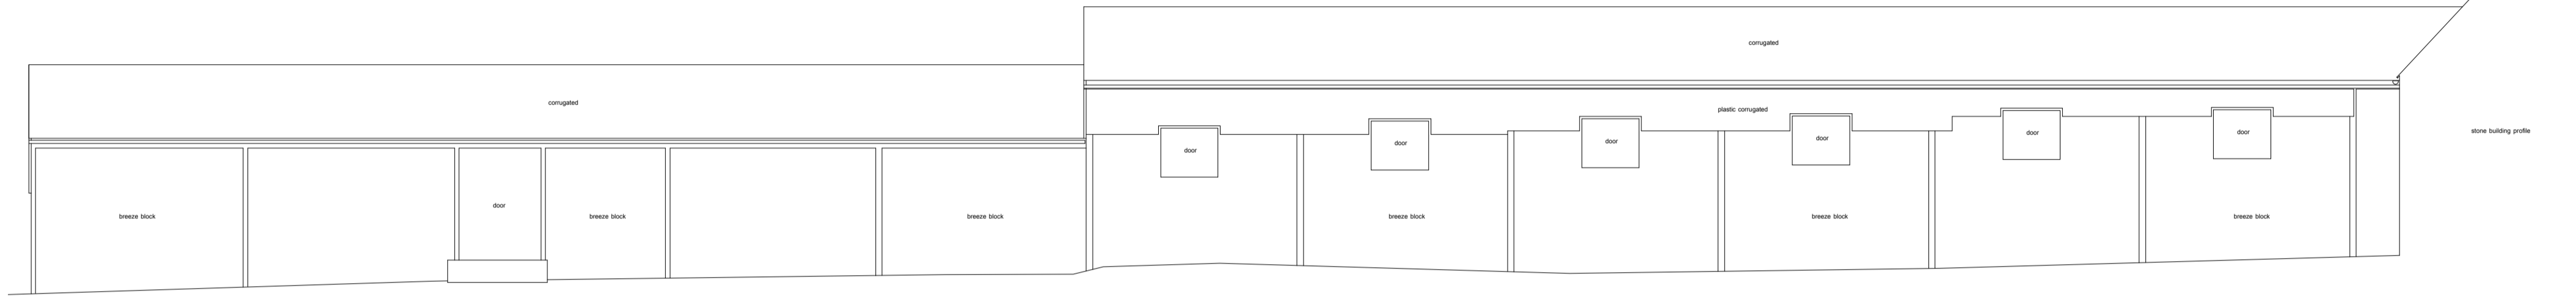 corrugated
corrugated
plastic corrugated
stone building profile
door
door
door
door
door
door
door
breeze block
breeze block
breeze block
breeze block
breeze block
breeze block